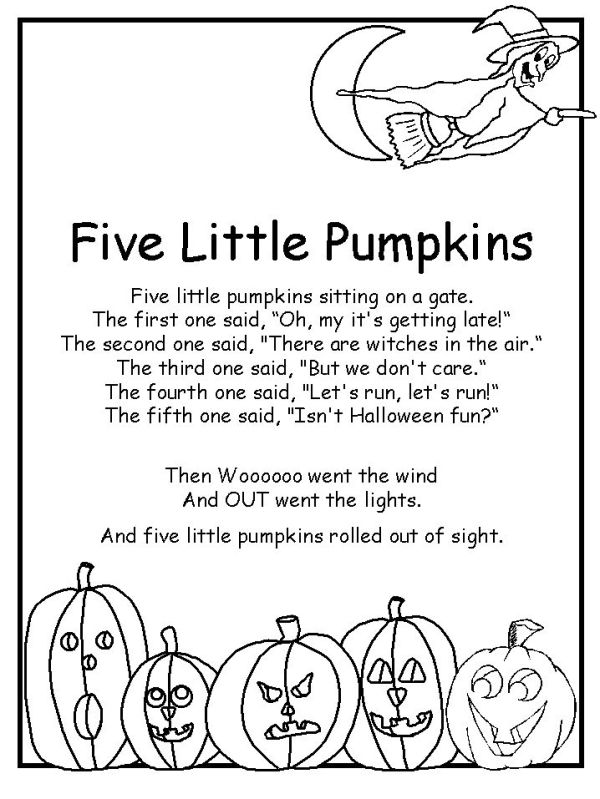 Five Little Pumpkins
Five little pumpkins sitting on a gate.
The first one said, “Oh, my it's getting late!“
The second one said, "There are witches in the air.“
The third one said, "But we don't care.“
The fourth one said, "Let's run, let's run!“
The fifth one said, "Isn't Halloween fun?“
Then Woooooo went the wind
And OUT went the lights.
And five little pumpkins rolled out of sight.